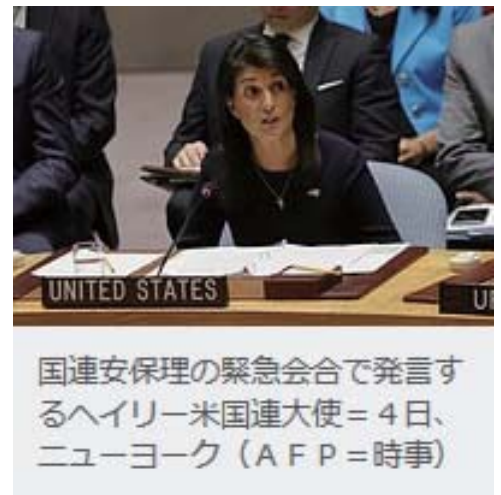 UNITED STATES
U
国連安保理の緊急会合で発言す
るヘイリー米国連大使＝４日、
ニューヨーク（ＡＦＰ＝時事）